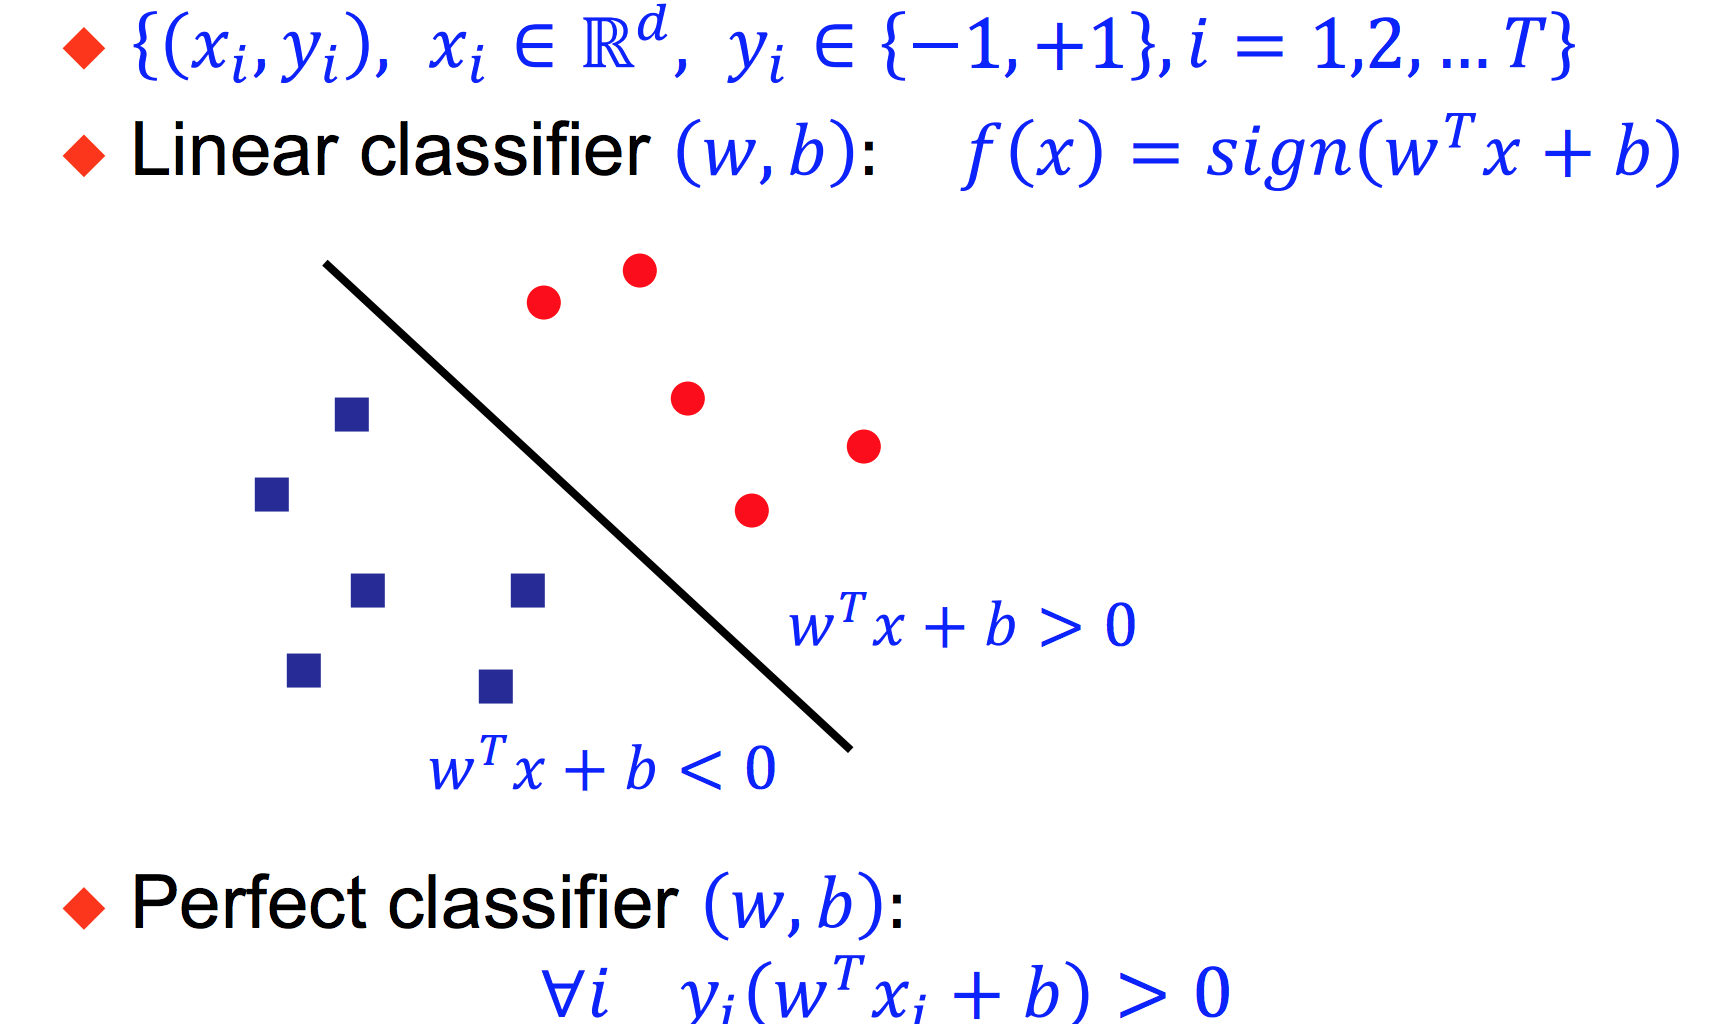 {(xᵢ, yᵢ), xᵢ ∈ ℝᵈ, yᵢ ∈ {−1, +1}, i = 1,2, … T}
Linear classifier (w, b): f(x) = sign(wᵀx + b)
wᵀx + b > 0
wᵀx + b < 0
Perfect classifier (w, b):
∀i yᵢ(wᵀxᵢ + b) > 0